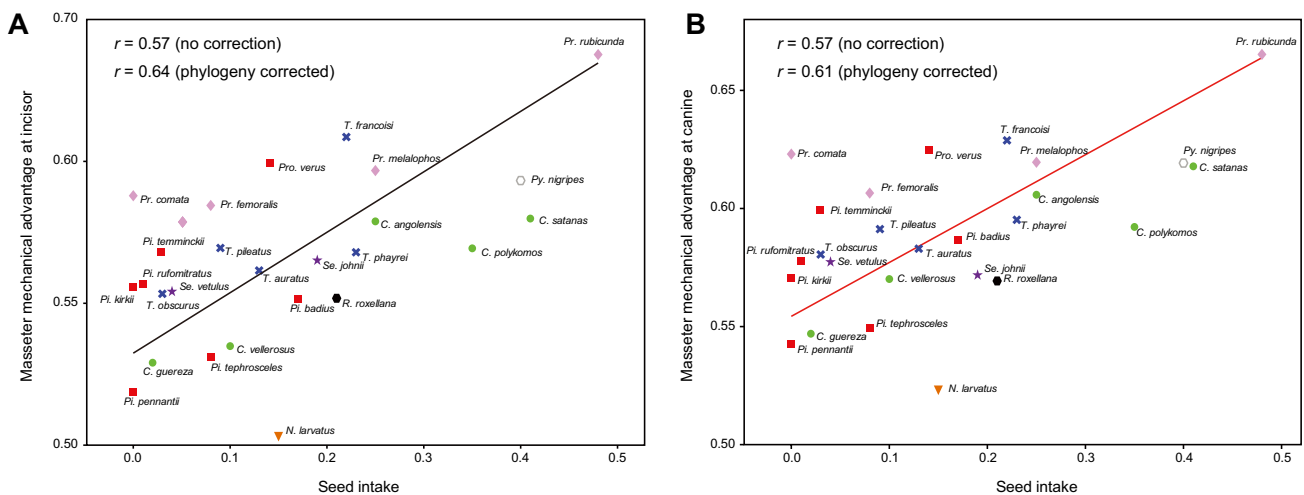 A
Masseter mechanical advantage at incisor
0.70
0.60
0.55
0.50
r = 0.57 (no correction)
r = 0.64 (phylogeny corrected)
Pr. rubicunda
T. francoisi
Pro. verus
Pr. melalophos
Py. nigripes
Pr. comata
Pr. femoralis
C. angolensis
C. satanas
Pi. temminckii
T. pileatus
T. phayrei
C. polykomos
Se. johnii
T. auratus
Pi. rufomitratus
Se. vetulus
Pi. kirkii
T. obscurus
Pi. badius
R. roxellana
C. vellerosus
C. guereza
Pi. tephrosceles
Pi. pennantii
N. larvatus
0.0 0.1 0.2 0.3 0.4 0.5
Seed intake
B
Masseter mechanical advantage at canine
0.65
0.60
0.55
0.50
r = 0.57 (no correction)
r = 0.61 (phylogeny corrected)
Pr. rubicunda
T. francoisi
Pr. comata
Pro. verus
Pr. melalophos
Py. nigripes
C. satanas
Pr. femoralis
C. angolensis
Pi. temminckii
T. pileatus
T. phayrei
C. polykomos
Pi. badius
Pi. rufomitratus
T. obscurus
T. auratus
Se. vetulus
Pi. kirkii
C. vellerosus
Se. johnii
R. roxellana
C. guereza
Pi. tephrosceles
Pi. pennantii
N. larvatus
0.0 0.1 0.2 0.3 0.4 0.5
Seed intake